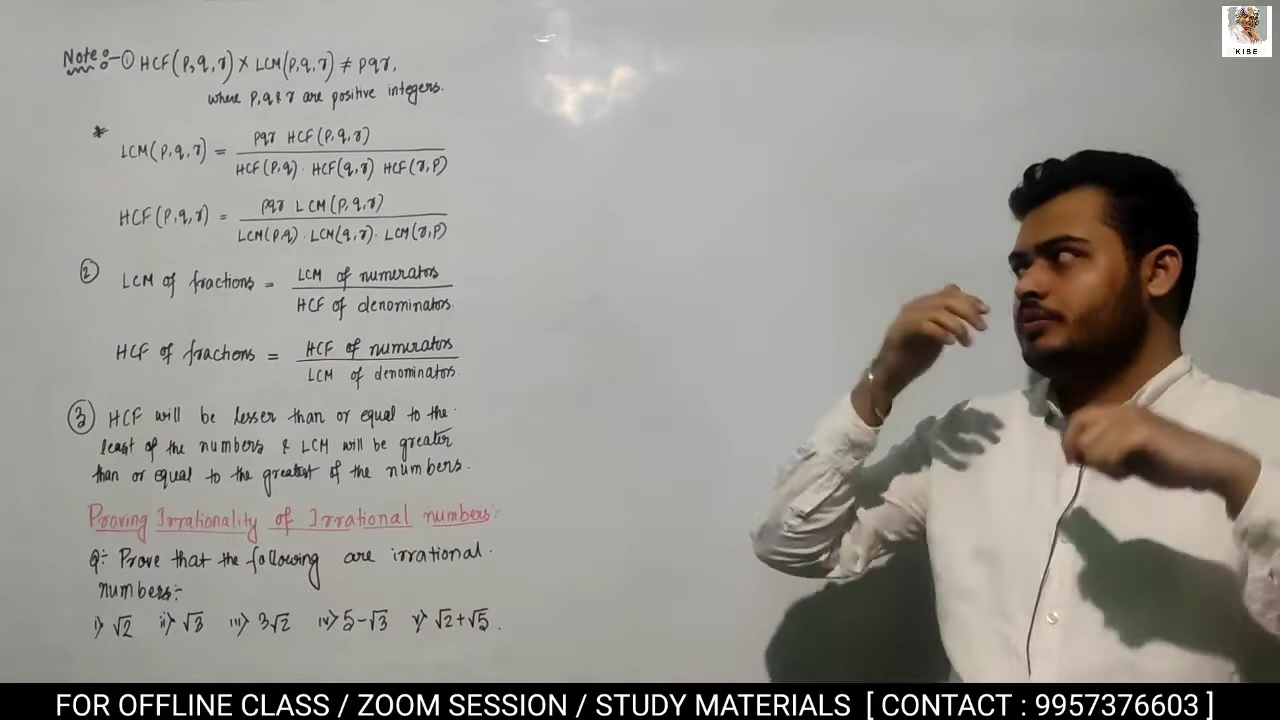 Note:- ① HCF(p,q,r) × LCM(p,q,r) ≠ pqr,
where p,q & r are positive integers.
* LCM(p,q,r) = pqr HCF(p,q,r) / HCF(p,q) · HCF(q,r) HCF(r,p)
HCF(p,q,r) = pqr LCM(p,q,r) / LCM(p,q) · LCM(q,r) · LCM(r,p)
② LCM of fractions = LCM of numerators / HCF of denominators.
HCF of fractions = HCF of numerators / LCM of denominators.
③ HCF will be lesser than or equal to the
least of the numbers & LCM will be greater
than or equal to the greatest of the numbers.
Proving Irrationality of Irrational numbers:-
Q:- Prove that the following are irrational
numbers:-
i) √2 ii) √3 iii) 3√2 iv) 5-√3 v) √2+√5.
KISE
FOR OFFLINE CLASS / ZOOM SESSION / STUDY MATERIALS [ CONTACT : 9957376603 ]